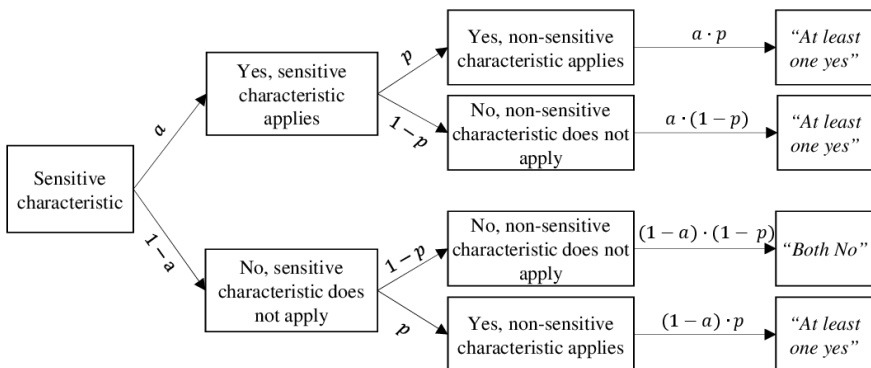 Sensitive
characteristic
a
1−a
Yes, sensitive
characteristic
applies
p
1−p
Yes, non-sensitive
characteristic applies
a · p
“At least
one yes”
No, non-sensitive
characteristic does not
apply
a · (1 − p)
“At least
one yes”
No, sensitive
characteristic does
not apply
1−p
p
No, non-sensitive
characteristic does not
apply
(1 − a) · (1 − p)
“Both No”
Yes, non-sensitive
characteristic applies
(1 − a) · p
“At least
one yes”